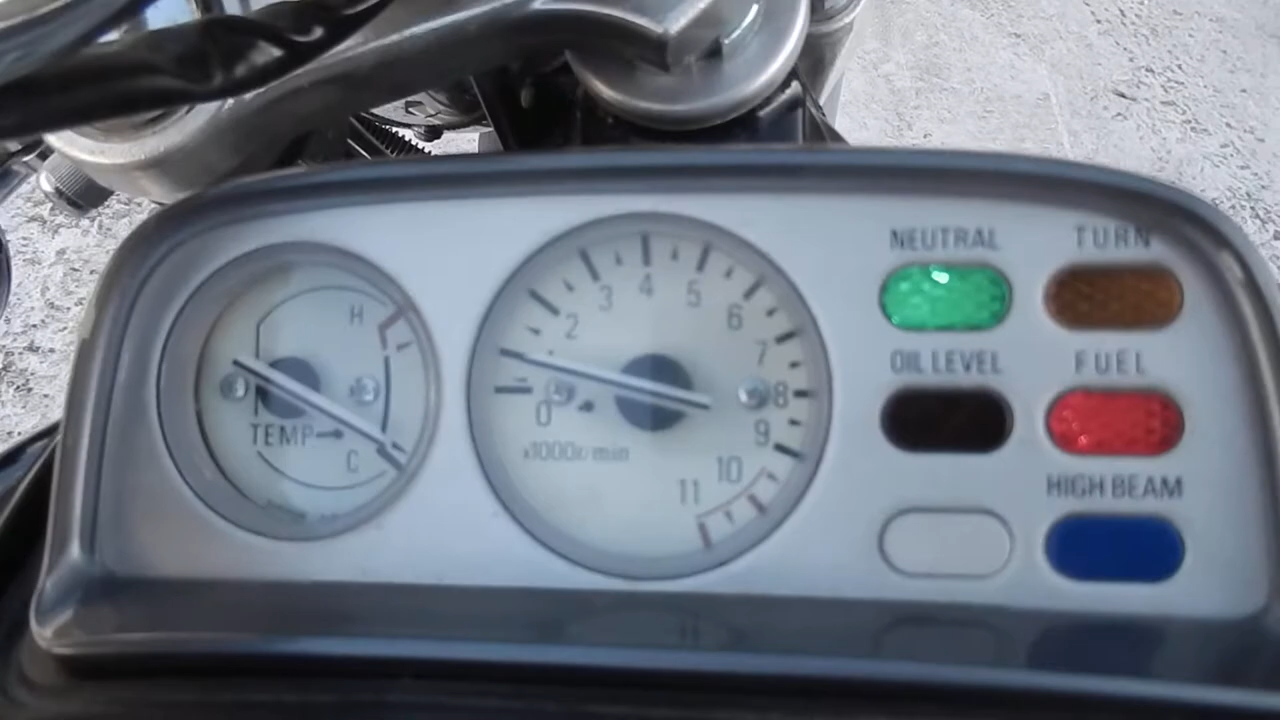 H
TEMP
C
0
2
3
4
5
6
7
8
9
10
11
x1000r/min
NEUTRAL
TURN
OIL LEVEL
FUEL
HIGH BEAM